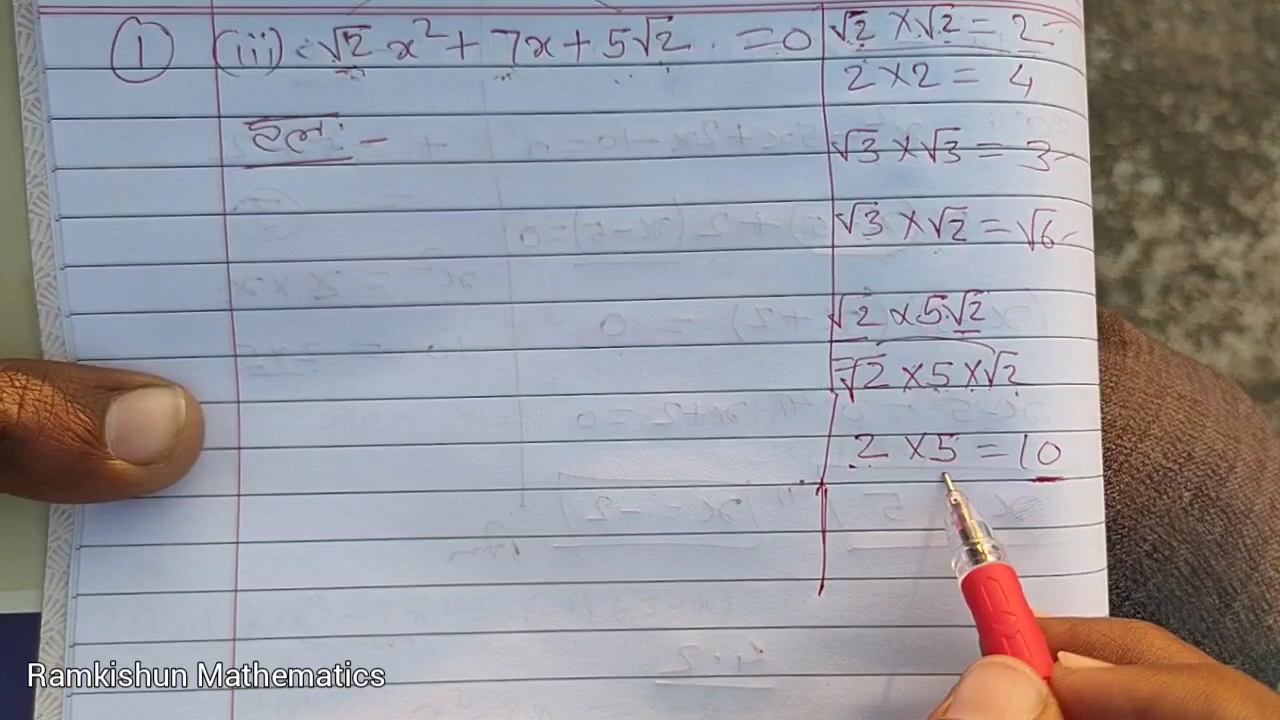 ① (iii) √2 x² + 7x + 5√2 = 0
हल:-
√2 × √2 = 2
2 × 2 = 4
√3 × √3 = 3
√3 × √2 = √6
√2 × 5√2
= √2 × 5 × √2
2 × 5 = 10
Ramkishun Mathematics